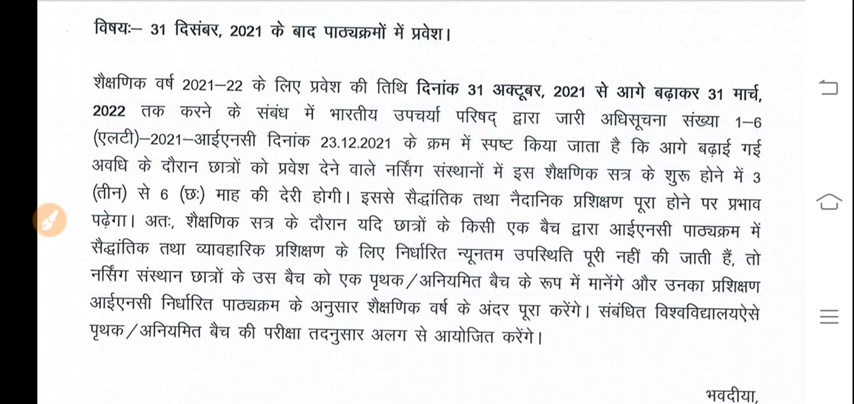 विषयः– 31 दिसंबर, 2021 के बाद पाठ्यक्रमों में प्रवेश।
शैक्षणिक वर्ष 2021–22 के लिए प्रवेश की तिथि दिनांक 31 अक्टूबर, 2021 से आगे बढ़ाकर 31 मार्च,
2022 तक करने के संबंध में भारतीय उपचर्या परिषद् द्वारा जारी अधिसूचना संख्या 1–6
(एलटी)–2021–आईएनसी दिनांक 23.12.2021 के क्रम में स्पष्ट किया जाता है कि आगे बढ़ाई गई
अवधि के दौरान छात्रों को प्रवेश देने वाले नर्सिंग संस्थानों में इस शैक्षणिक सत्र के शुरू होने में 3
(तीन) से 6 (छः) माह की देरी होगी। इससे सैद्धांतिक तथा नैदानिक प्रशिक्षण पूरा होने पर प्रभाव
पढ़ेगा। अतः, शैक्षणिक सत्र के दौरान यदि छात्रों के किसी एक बैच द्वारा आईएनसी पाठ्यक्रम में
सैद्धांतिक तथा व्यावहारिक प्रशिक्षण के लिए निर्धारित न्यूनतम उपस्थिति पूरी नहीं की जाती हैं, तो
नर्सिंग संस्थान छात्रों के उस बैच को एक पृथक/अनियमित बैच के रूप में मानेंगे और उनका प्रशिक्षण
आईएनसी निर्धारित पाठ्यक्रम के अनुसार शैक्षणिक वर्ष के अंदर पूरा करेंगे। संबंधित विश्वविद्यालयऐसे
पृथक/अनियमित बैच की परीक्षा तदनुसार अलग से आयोजित करेंगे।
भवदीया,